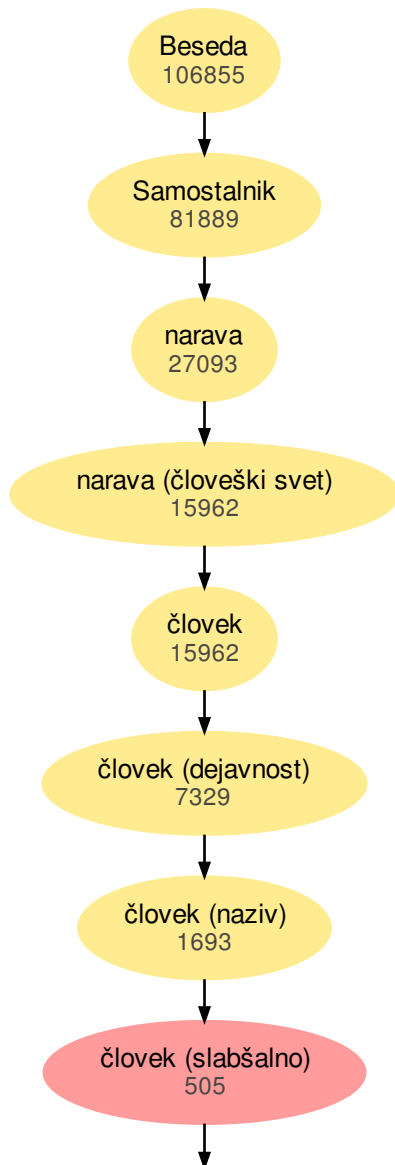 Beseda
106855
Samostalnik
81889
narava
27093
narava (človeški svet)
15962
človek
15962
človek (dejavnost)
7329
človek (naziv)
1693
človek (slabšalno)
505